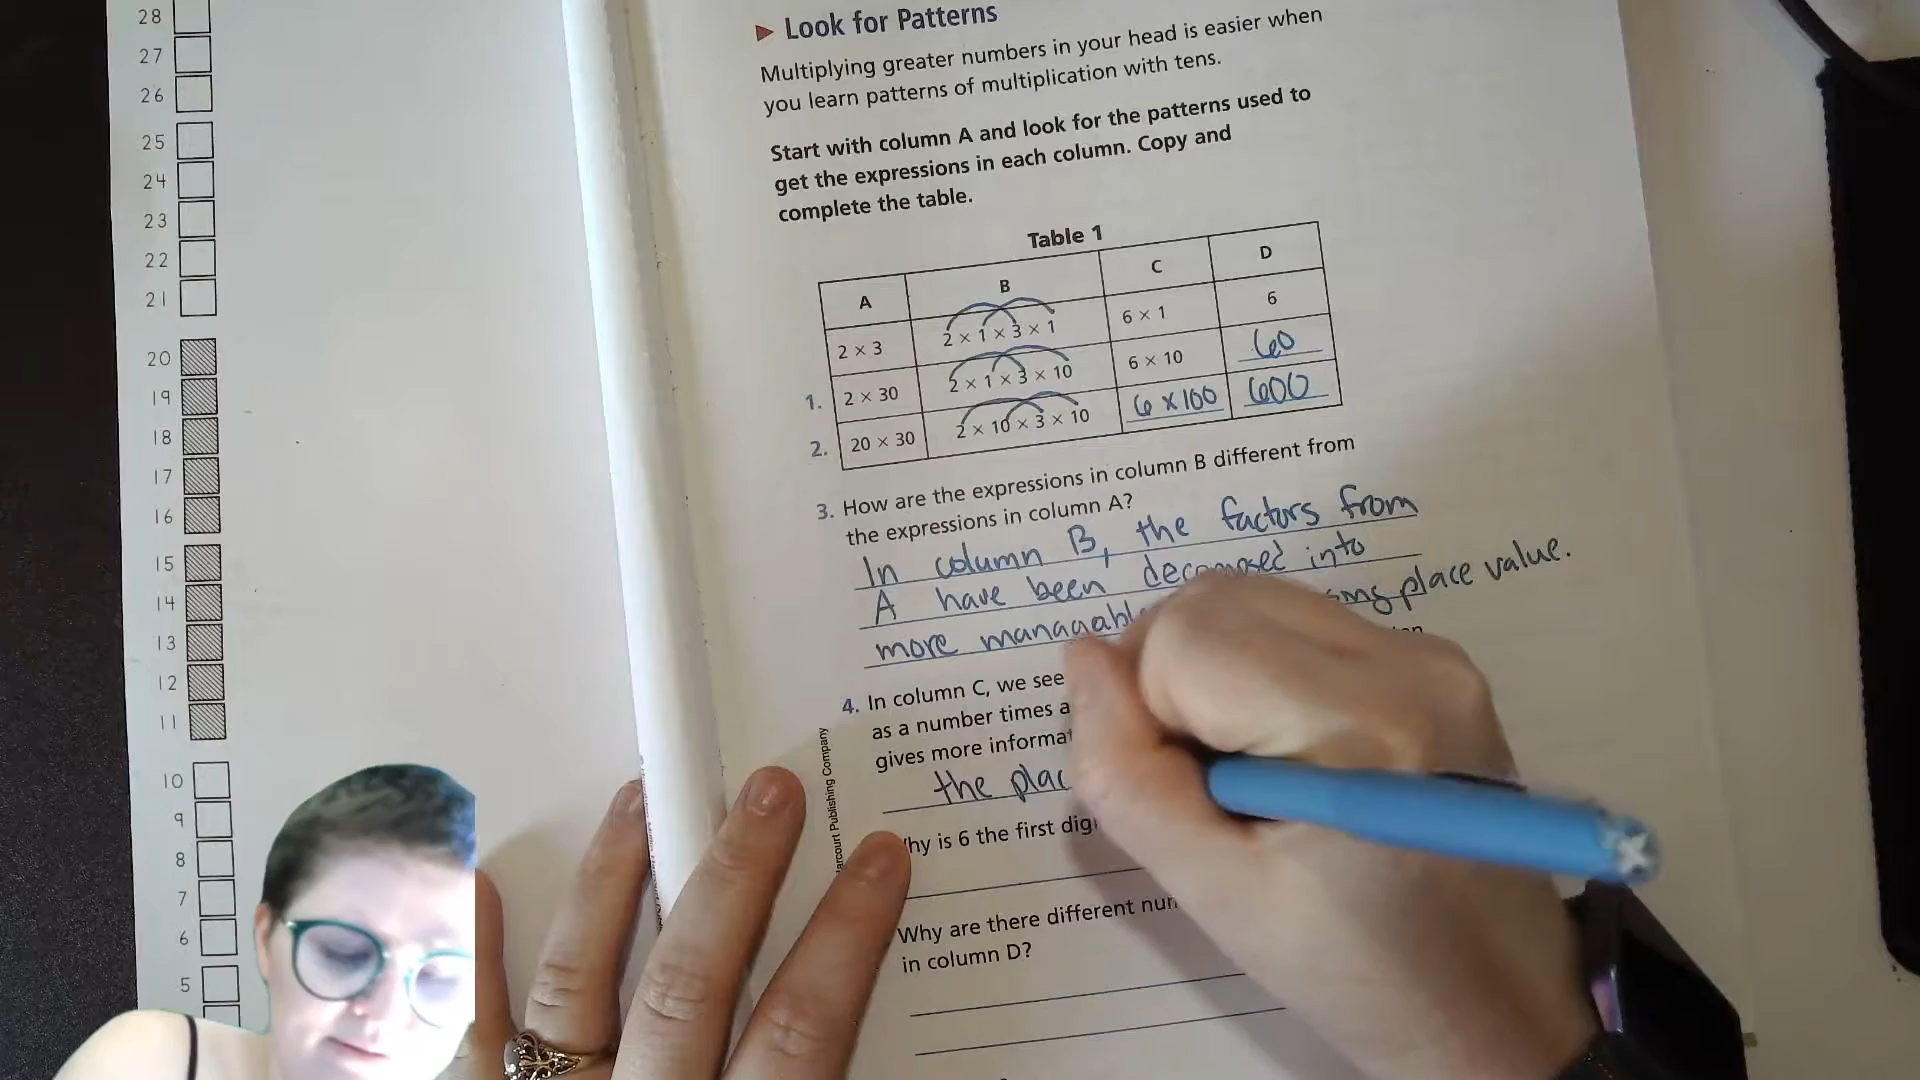 28
27
26
25
24
23
22
21
20
19
18
17
16
15
14
13
12
11
10
9
8
7
6
5
Look for Patterns
Multiplying greater numbers in your head is easier when
you learn patterns of multiplication with tens.
Start with column A and look for the patterns used to
get the expressions in each column. Copy and
complete the table.
Table 1
A B C D
2 × 3 2 × 1 × 3 × 1 6 × 1 6
1. 2 × 30 2 × 1 × 3 × 10 6 × 10 60
2. 20 × 30 2 × 10 × 3 × 10 6 × 100 600
3. How are the expressions in column B different from
the expressions in column A?
In column B, the factors from
A have been decomposed into
more place value.
4. In column C, we see
as a number times a
gives more
the
is 6 the first
Why are there different
in column D?
Publishing Company